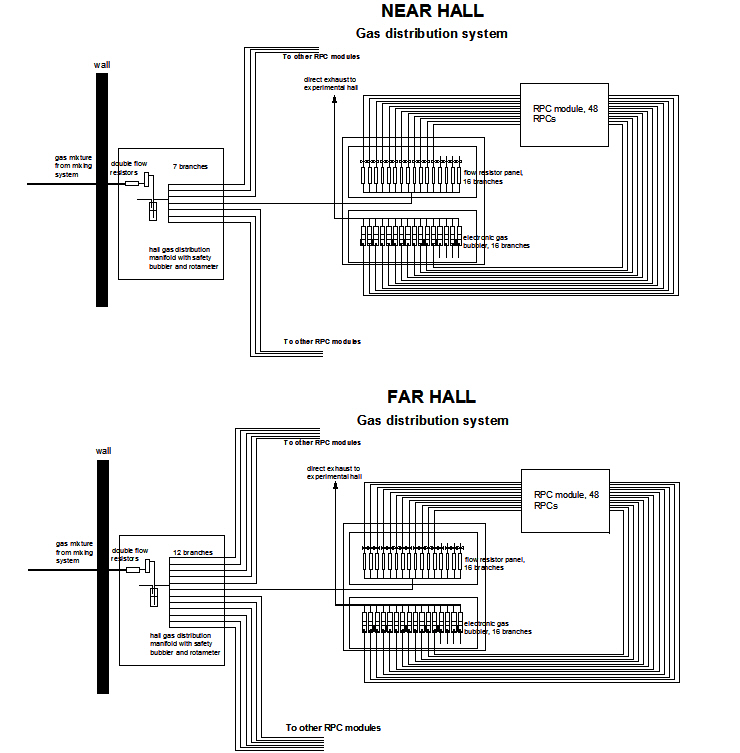 NEAR HALL
Gas distribution system
To other RPC modules
wall
direct exhaust to
experimental hall
RPC module, 48
RPCs
gas mixture
from mixing
system
double flow
resistors
7 branches
flow resistor panel,
16 branches
electronic gas
bubbler, 16 branches
hall gas distribution
manifold with safety
bubbler and rotameter
To other RPC modules
FAR HALL
Gas distribution system
To other RPC modules
wall
direct exhaust to
experimental hall
RPC module, 48
RPCs
gas mixture
from mixing
system
double flow
resistors
12 branches
flow resistor panel,
16 branches
electronic gas
bubbler, 16 branches
hall gas distribution
manifold with safety
bubbler and rotameter
To other RPC modules